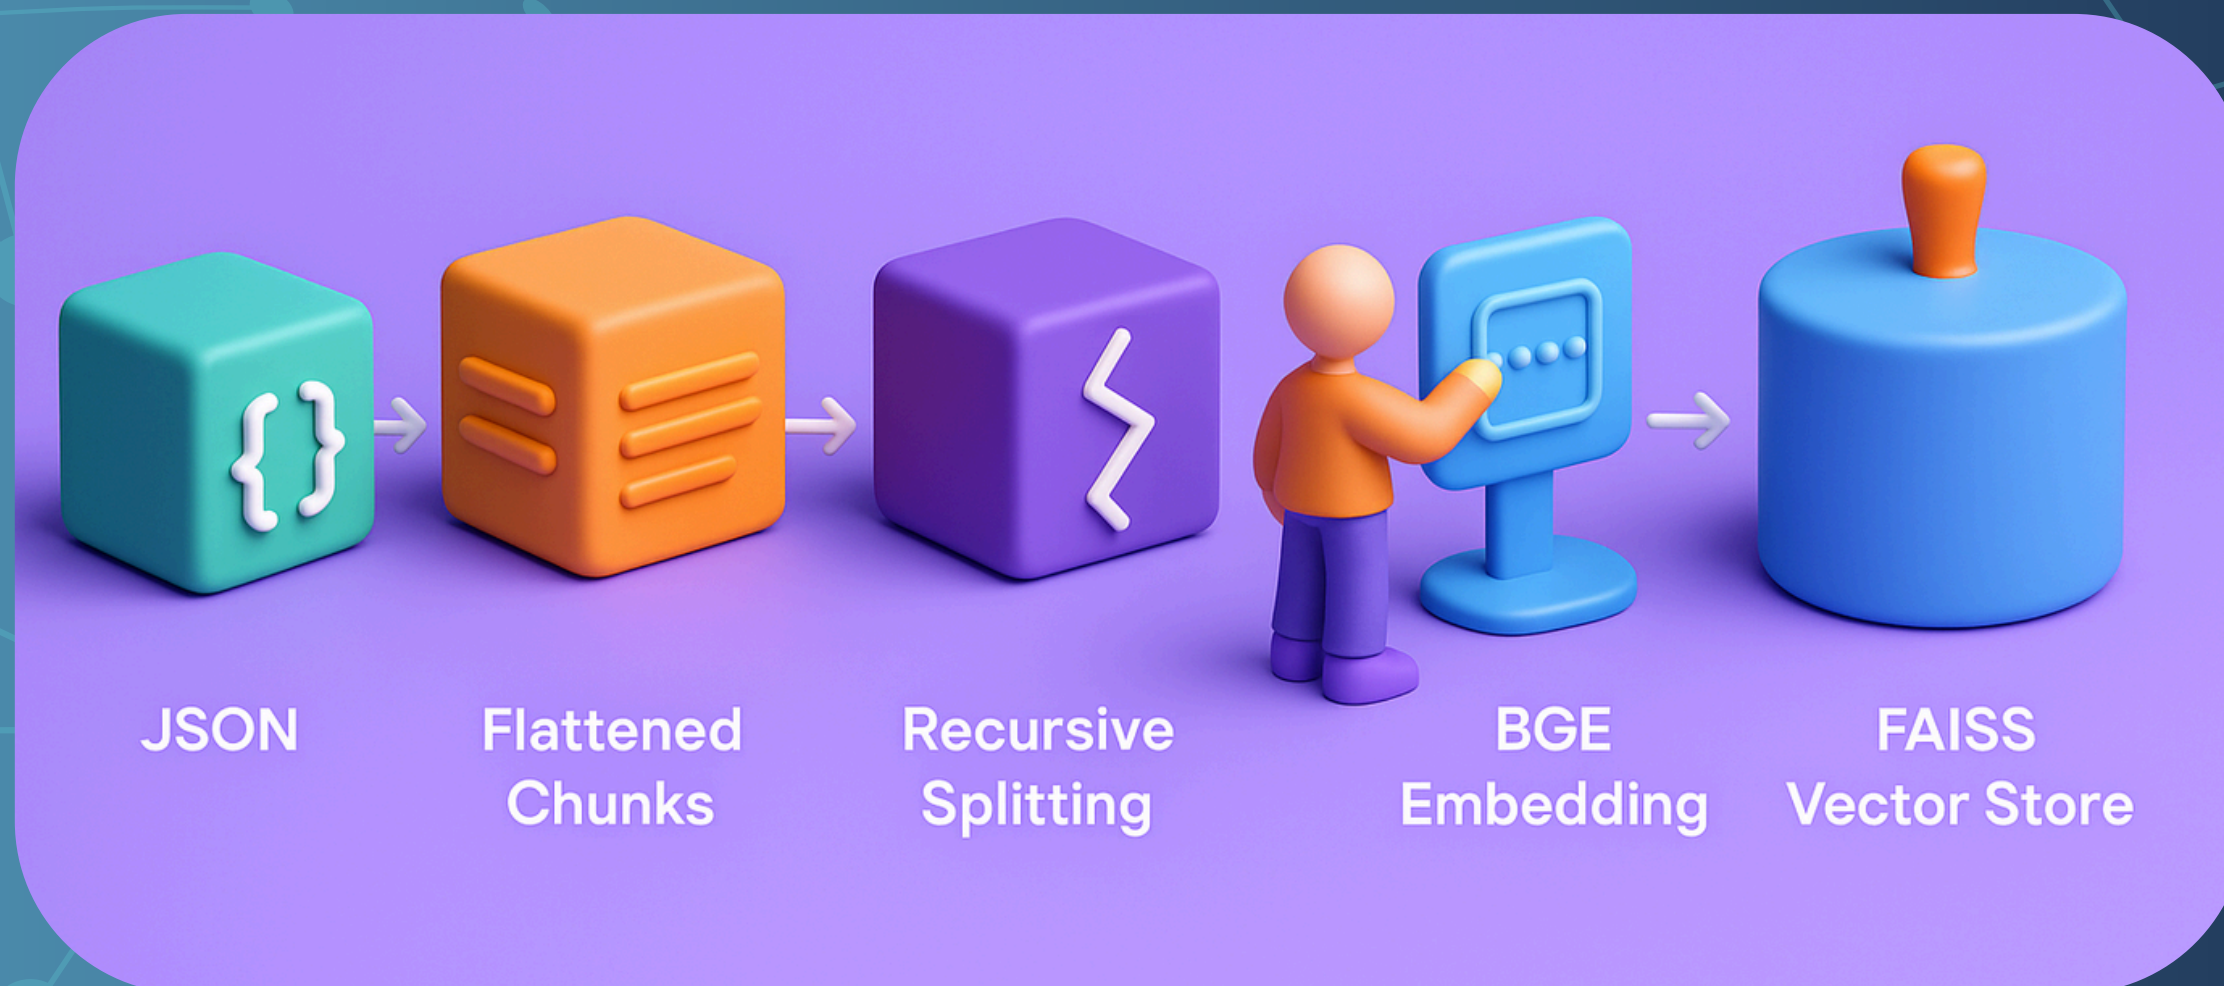 {}
JSON
Flattened
Chunks
Recursive
Splitting
BGE
Embedding
FAISS
Vector Store